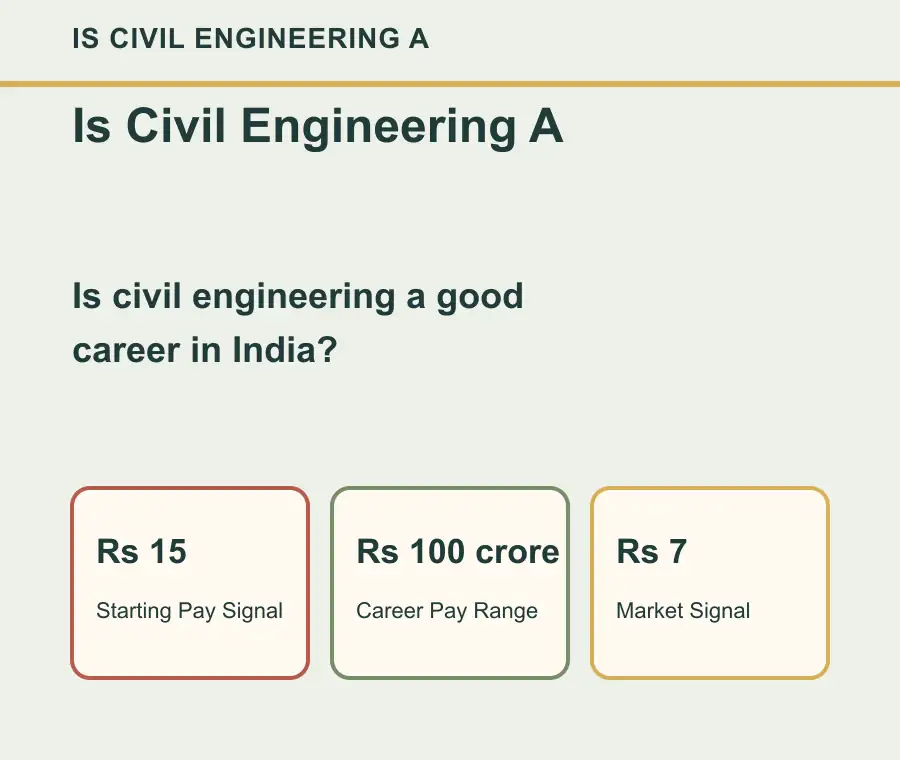 IS CIVIL ENGINEERING A
Is Civil Engineering A
Is civil engineering a good
career in India?
Rs 15
Starting Pay Signal
Rs 100 crore
Career Pay Range
Rs 7
Market Signal